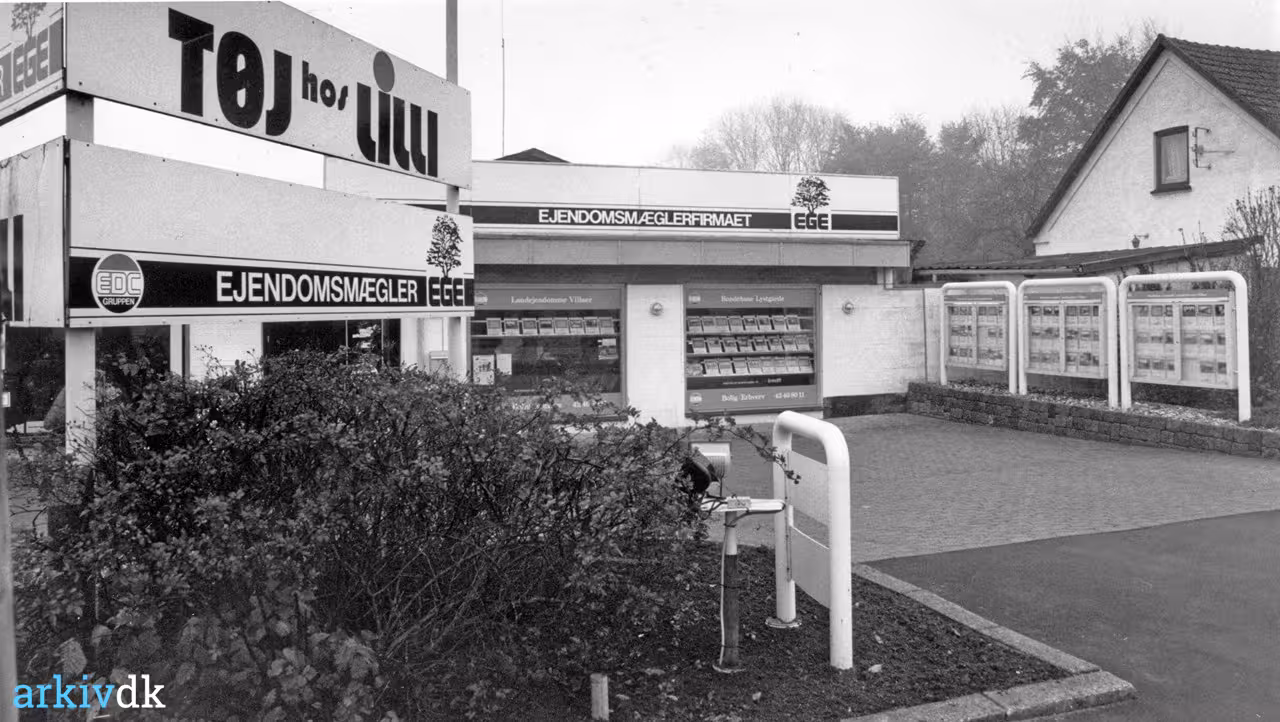 EGE
TØJ hos LILLI
EDC
GRUPPEN
EJENDOMSMÆGLER
EGE
EJENDOMSMÆGLERFIRMAET
EGE
Landejendomme Villaer
Bondehuse Lystgårde
Bolig Erhverv
arkivdk